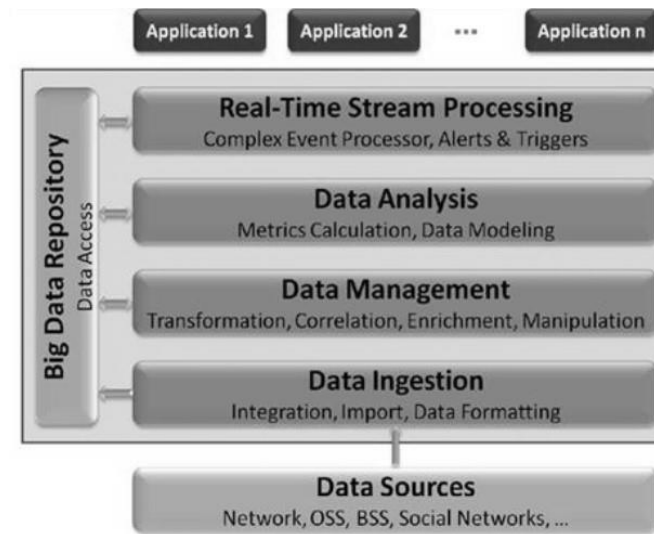 Application 1
Application 2
...
Application n
Big Data Repository
Data Access
Real-Time Stream Processing
Complex Event Processor, Alerts & Triggers
Data Analysis
Metrics Calculation, Data Modeling
Data Management
Transformation, Correlation, Enrichment, Manipulation
Data Ingestion
Integration, Import, Data Formatting
Data Sources
Network, OSS, BSS, Social Networks, ...